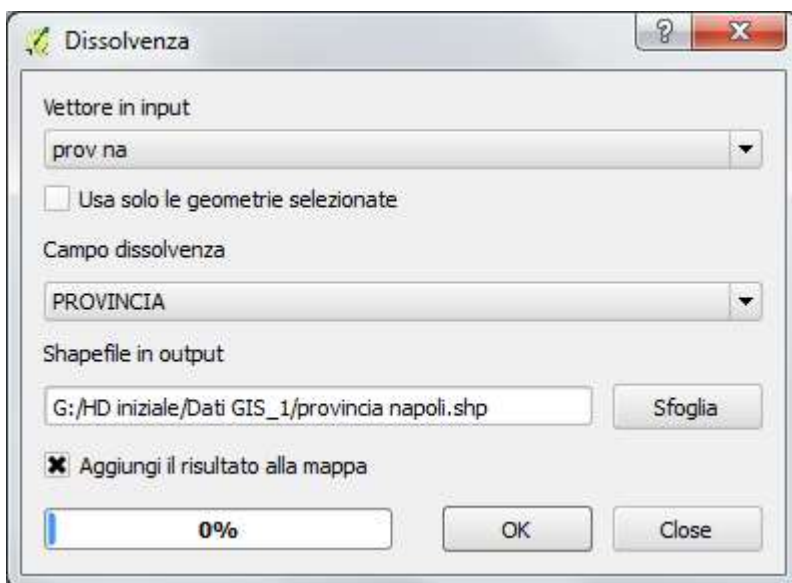 Dissolvenza
Vettore in input
prov na
Usa solo le geometrie selezionate
Campo dissolvenza
PROVINCIA
Shapefile in output
G:/HD iniziale/Dati GIS_1/provincia napoli.shp
Sfoglia
Aggiungi il risultato alla mappa
0%
OK
Close